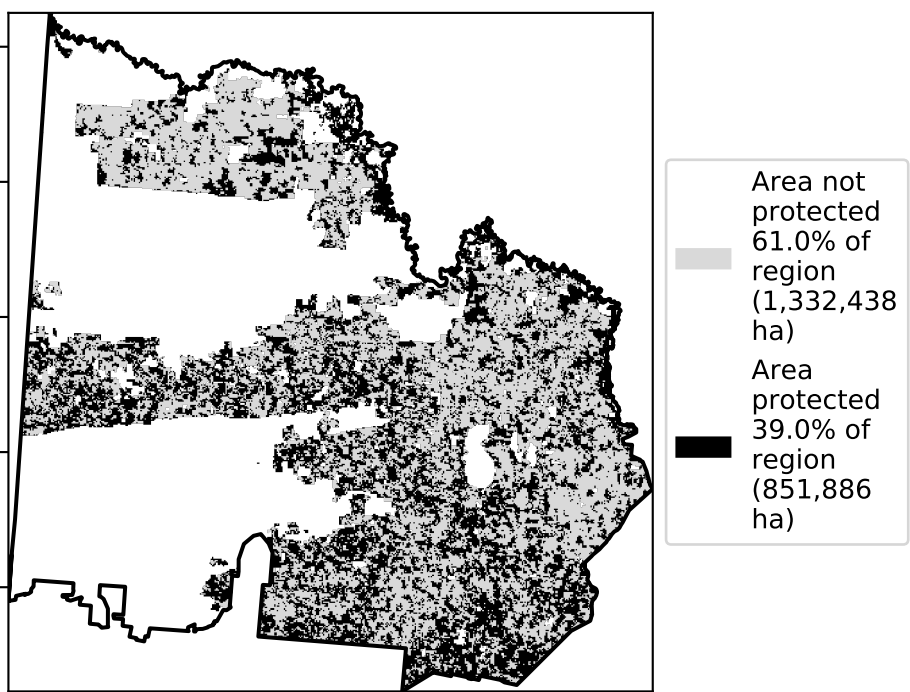 Area not
protected
61.0% of
region
(1,332,438
ha)
Area
protected
39.0% of
region
(851,886
ha)